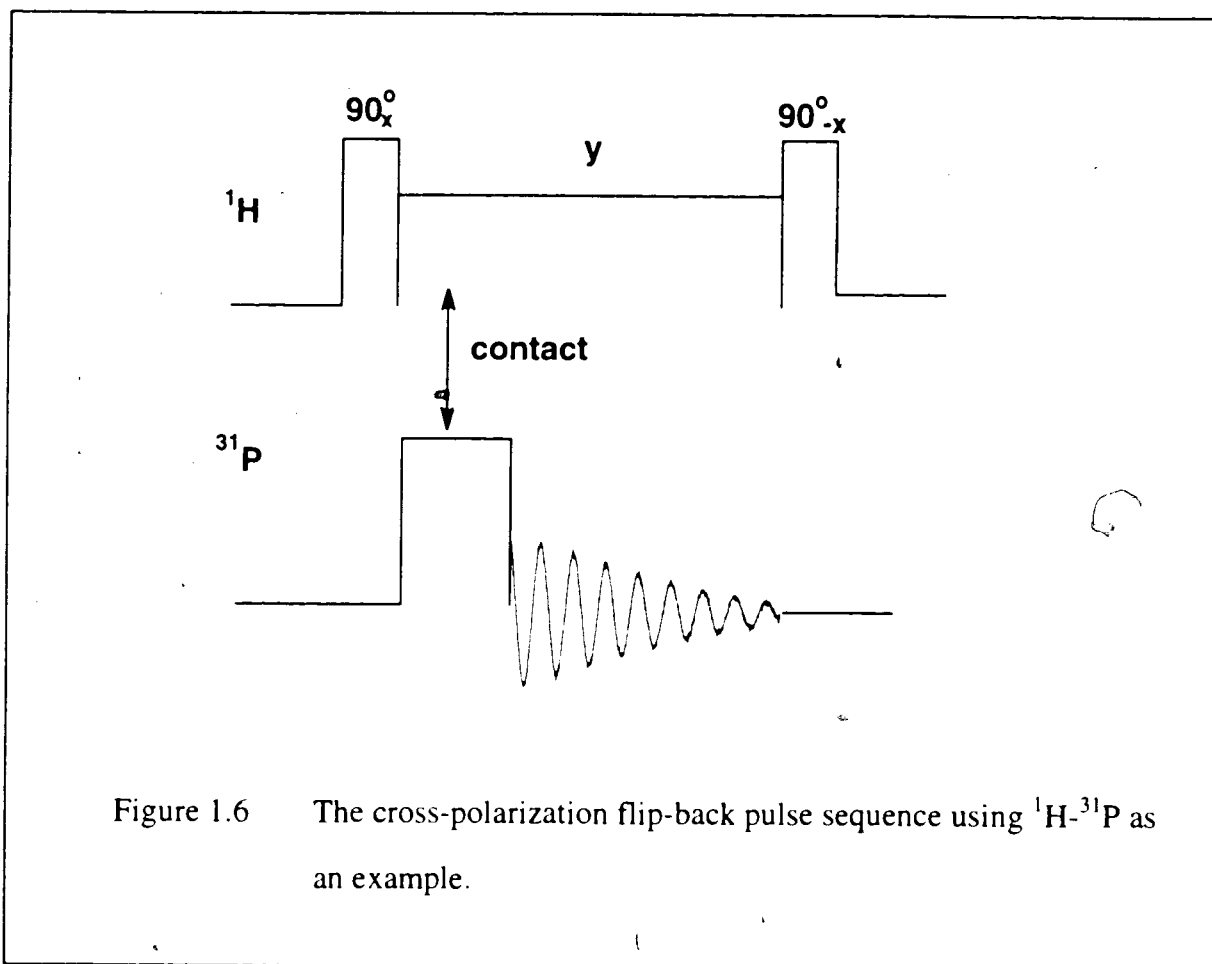 90°x
90°-x
y
¹H
contact
³¹P
Figure 1.6 The cross-polarization flip-back pulse sequence using ¹H-³¹P as
an example.